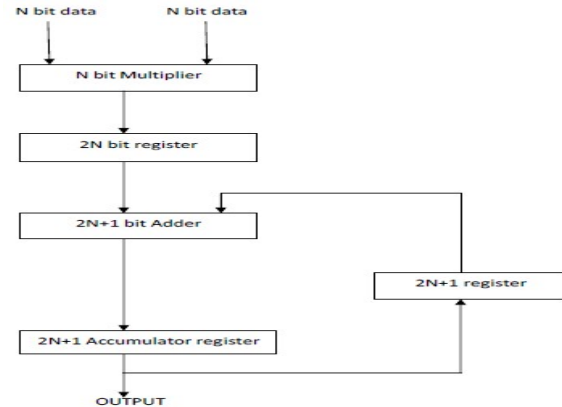 N bit data
N bit data
N bit Multiplier
2N bit register
2N+1 bit Adder
2N+1 register
2N+1 Accumulator register
OUTPUT